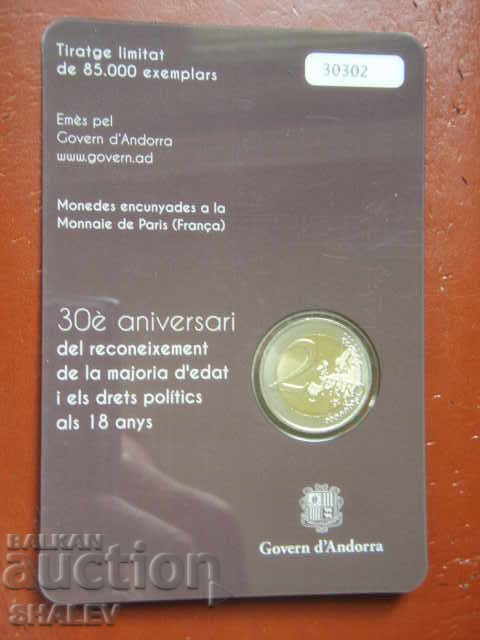 Tiratge limitat
de 85.000 exemplars
30302
Emès pel
Govern d'Andorra
www.govern.ad
Monedes encunyades a la
Monnaie de Paris (França)
30è aniversari
del reconeixement
de la majoria d'edat
i els drets polítics
als 18 anys
2
Govern d'Andorra
BALKAN
auction
SHALEV